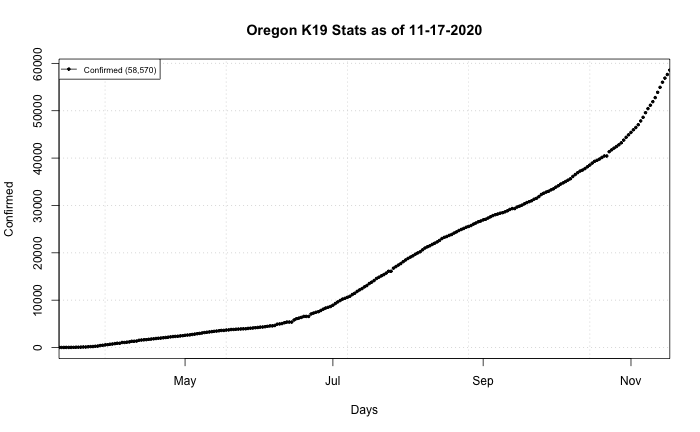 Oregon K19 Stats as of 11-17-2020
Confirmed (58,570)
Confirmed
60000
50000
40000
30000
20000
10000
0
May
Jul
Sep
Nov
Days